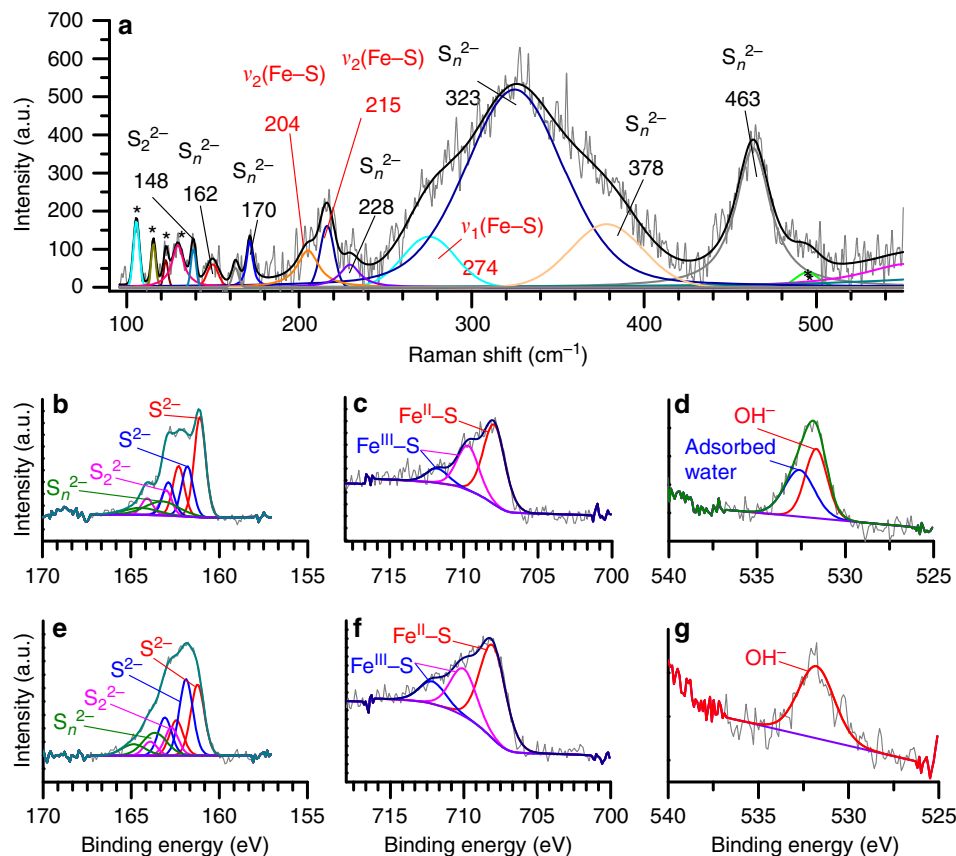 a
Intensity (a.u.)
700
600
500
400
300
200
100
0
S₂²⁻
148
Sₙ²⁻
162
Sₙ²⁻
170
ν₂(Fe–S)
204
ν₂(Fe–S)
215
Sₙ²⁻
228
Sₙ²⁻
323
ν₁(Fe–S)
274
Sₙ²⁻
378
Sₙ²⁻
463
* * * * *
*
100 200 300 400 500
Raman shift (cm⁻¹)
b
Intensity (a.u.)
S²⁻
S²⁻
S₂²⁻
Sₙ²⁻
170 165 160 155
c
Feᴵᴵ–S
Feᴵᴵᴵ–S
715 710 705 700
d
OH⁻
Adsorbed
water
540 535 530 525
e
Intensity (a.u.)
S²⁻
S²⁻
S₂²⁻
Sₙ²⁻
170 165 160 155
Binding energy (eV)
f
Feᴵᴵ–S
Feᴵᴵᴵ–S
715 710 705 700
Binding energy (eV)
g
OH⁻
540 535 530 525
Binding energy (eV)